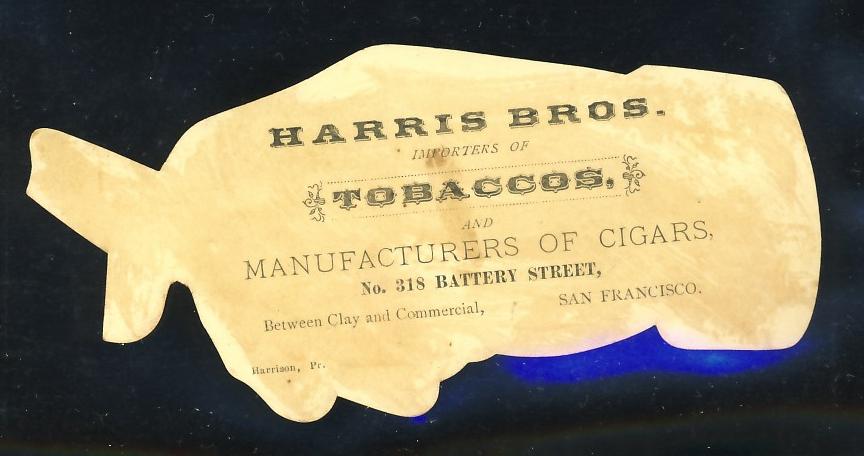 HARRIS BROS.
IMPORTERS OF
TOBACCOS,
AND
MANUFACTURERS OF CIGARS,
No. 318 BATTERY STREET,
Between Clay and Commercial, SAN FRANCISCO.
Harrison, Pr.